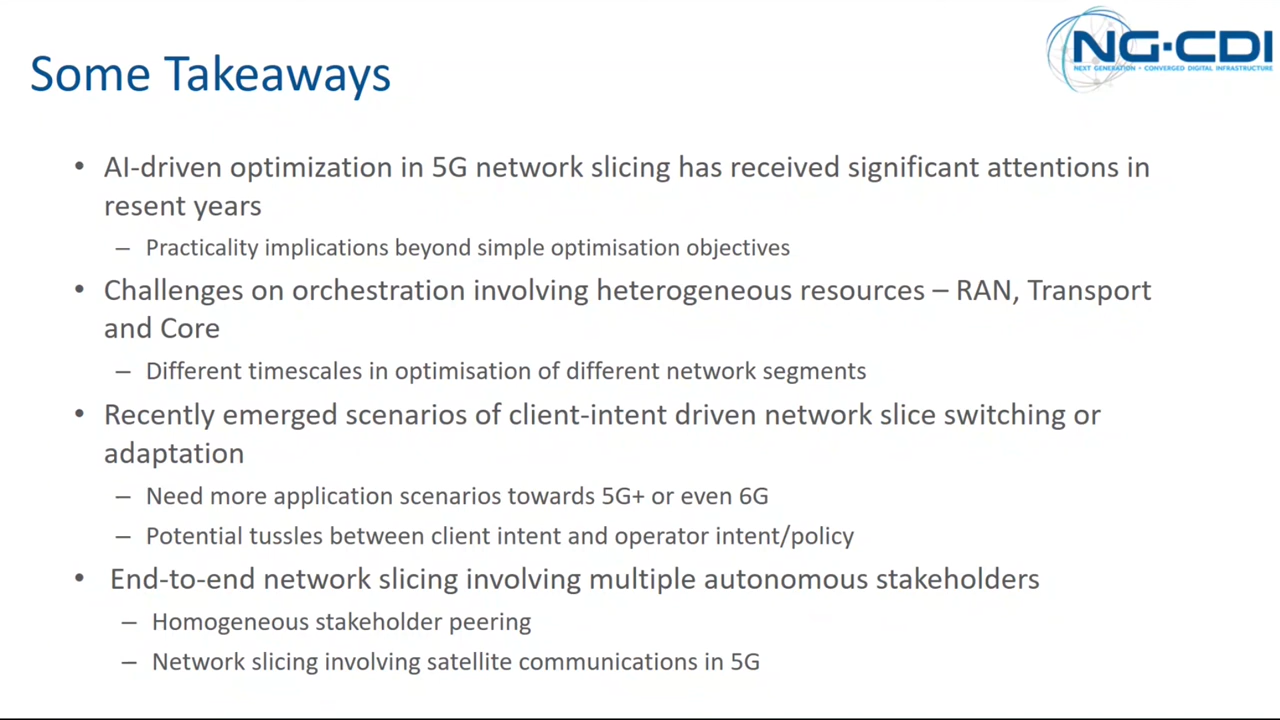 NG-CDI
NEXT GENERATION • CONVERGED DIGITAL INFRASTRUCTURE
Some Takeaways
• AI-driven optimization in 5G network slicing has received significant attentions in
resent years
– Practicality implications beyond simple optimisation objectives
• Challenges on orchestration involving heterogeneous resources – RAN, Transport
and Core
– Different timescales in optimisation of different network segments
• Recently emerged scenarios of client-intent driven network slice switching or
adaptation
– Need more application scenarios towards 5G+ or even 6G
– Potential tussles between client intent and operator intent/policy
• End-to-end network slicing involving multiple autonomous stakeholders
– Homogeneous stakeholder peering
– Network slicing involving satellite communications in 5G